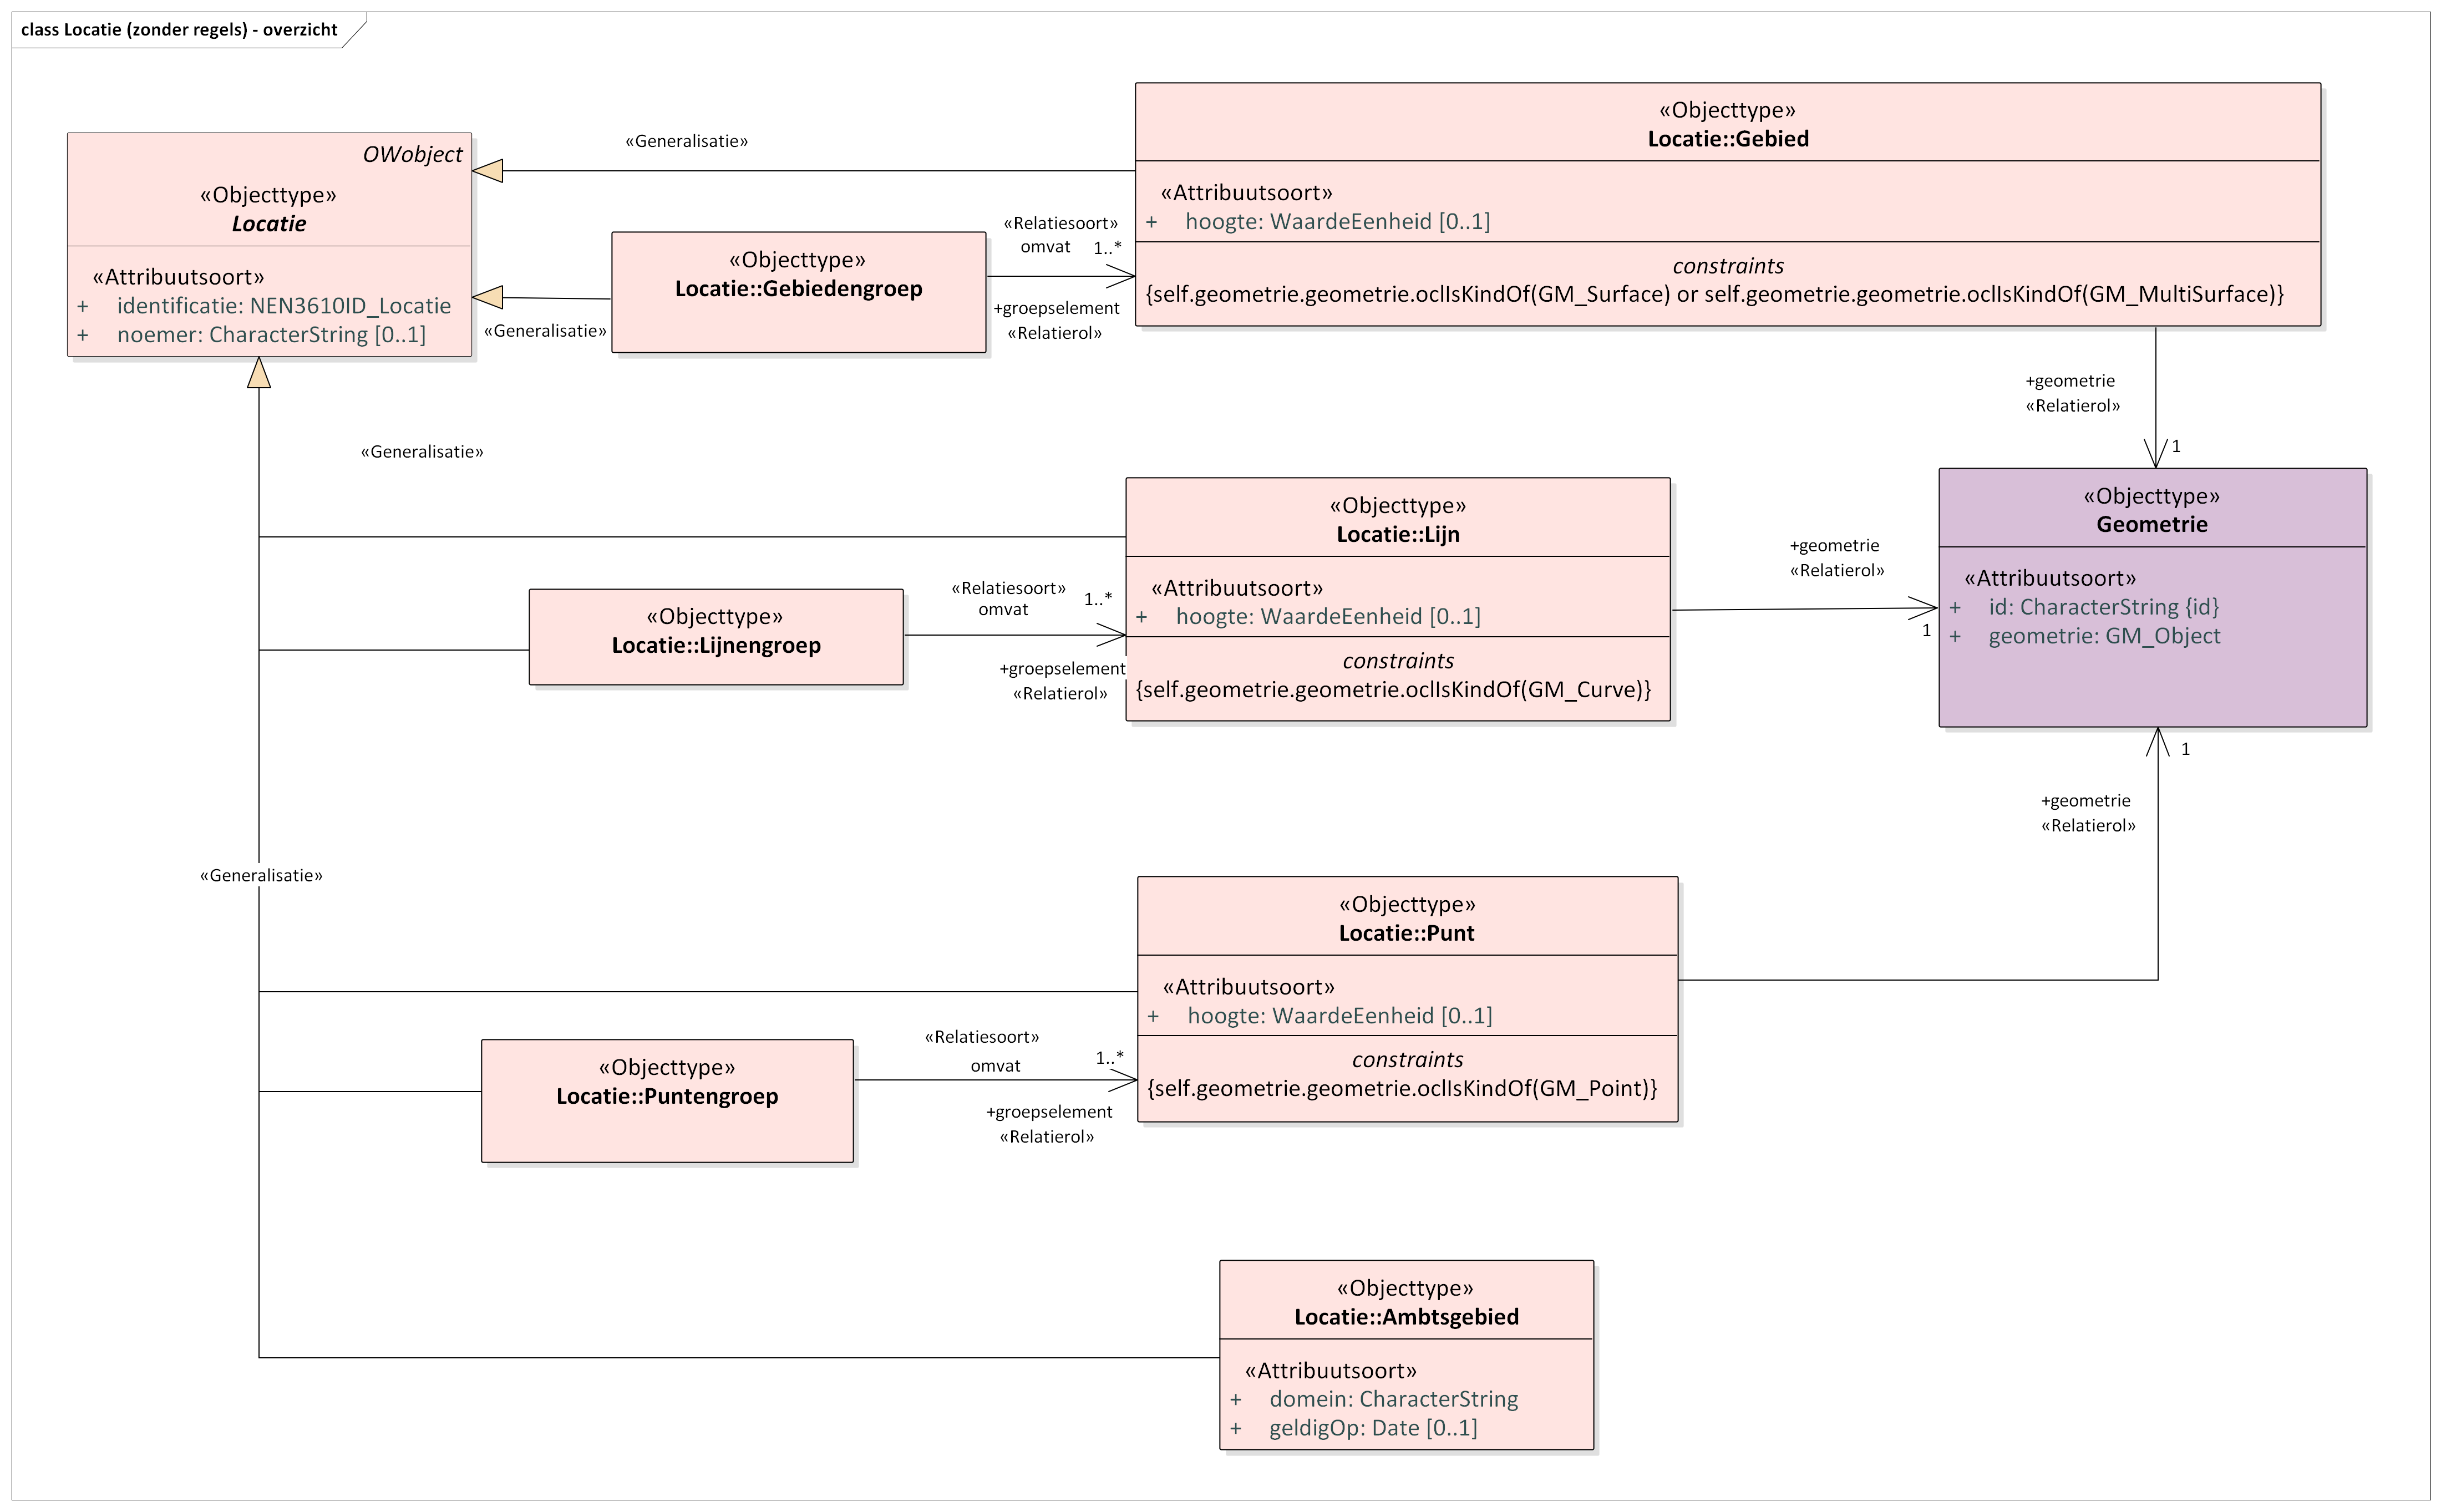 class Locatie (zonder regels) - overzicht
OWobject
«Objecttype»
Locatie
«Attribuutsoort»
+ identificatie: NEN3610ID_Locatie
+ noemer: CharacterString [0..1]
«Generalisatie»
«Generalisatie»
«Objecttype»
Locatie::Gebiedengroep
«Relatiesoort»
omvat
1..*
+groepselement
«Relatierol»
«Objecttype»
Locatie::Gebied
«Attribuutsoort»
+ hoogte: WaardeEenheid [0..1]
constraints
{self.geometrie.geometrie.oclIsKindOf(GM_Surface) or self.geometrie.geometrie.oclIsKindOf(GM_MultiSurface)}
+geometrie
«Relatierol»
1
«Generalisatie»
«Objecttype»
Locatie::Lijnengroep
«Relatiesoort»
omvat
1..*
+groepselement
«Relatierol»
«Objecttype»
Locatie::Lijn
«Attribuutsoort»
+ hoogte: WaardeEenheid [0..1]
constraints
{self.geometrie.geometrie.oclIsKindOf(GM_Curve)}
+geometrie
«Relatierol»
1
«Objecttype»
Geometrie
«Attribuutsoort»
+ id: CharacterString {id}
+ geometrie: GM_Object
1
+geometrie
«Relatierol»
«Generalisatie»
«Objecttype»
Locatie::Punt
«Attribuutsoort»
+ hoogte: WaardeEenheid [0..1]
constraints
{self.geometrie.geometrie.oclIsKindOf(GM_Point)}
«Objecttype»
Locatie::Puntengroep
«Relatiesoort»
omvat
1..*
+groepselement
«Relatierol»
«Objecttype»
Locatie::Ambtsgebied
«Attribuutsoort»
+ domein: CharacterString
+ geldigOp: Date [0..1]